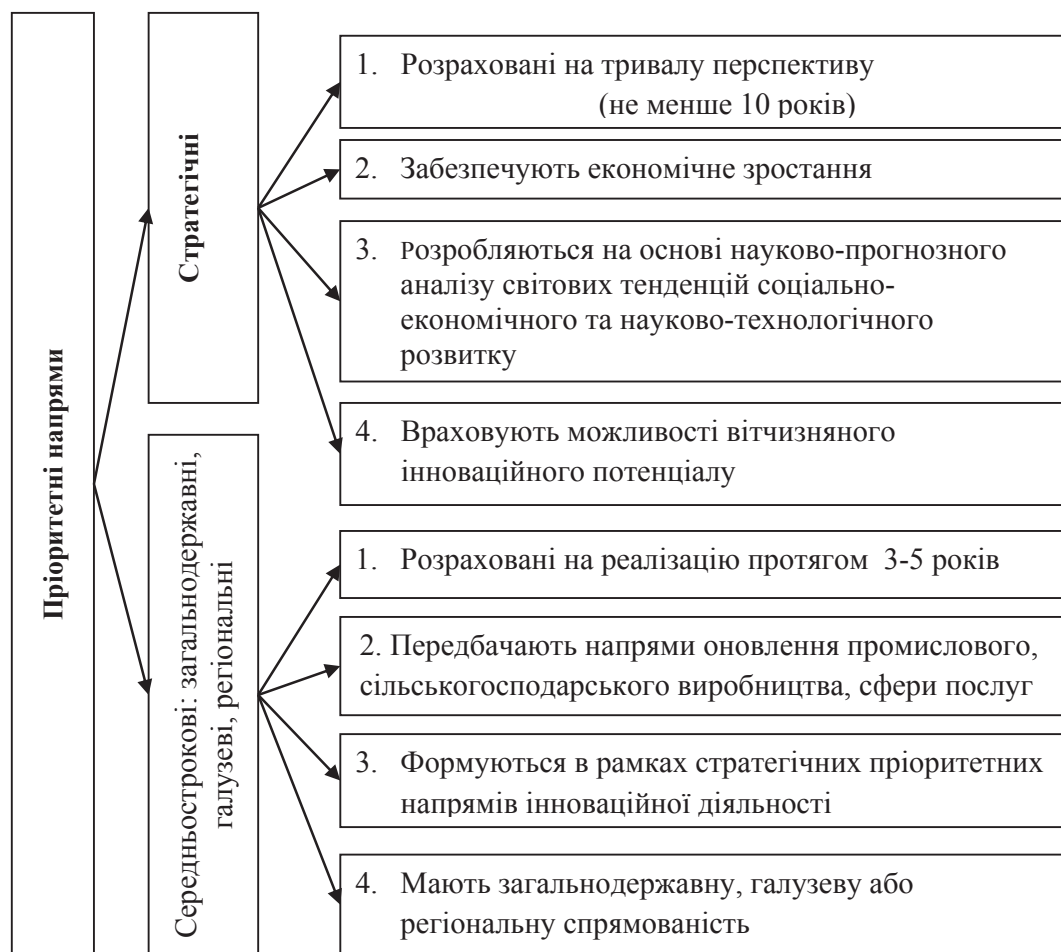 Пріоритетні напрями
Стратегічні
1. Розраховані на тривалу перспективу
(не менше 10 років)
2. Забезпечують економічне зростання
3. Розробляються на основі науково-прогнозного
аналізу світових тенденцій соціально-
економічного та науково-технологічного
розвитку
4. Враховують можливості вітчизняного
інноваційного потенціалу
Середньострокові: загальнодержавні,
галузеві, регіональні
1. Розраховані на реалізацію протягом 3-5 років
2. Передбачають напрями оновлення промислового,
сільськогосподарського виробництва, сфери послуг
3. Формуються в рамках стратегічних пріоритетних
напрямів інноваційної діяльності
4. Мають загальнодержавну, галузеву або
регіональну спрямованість